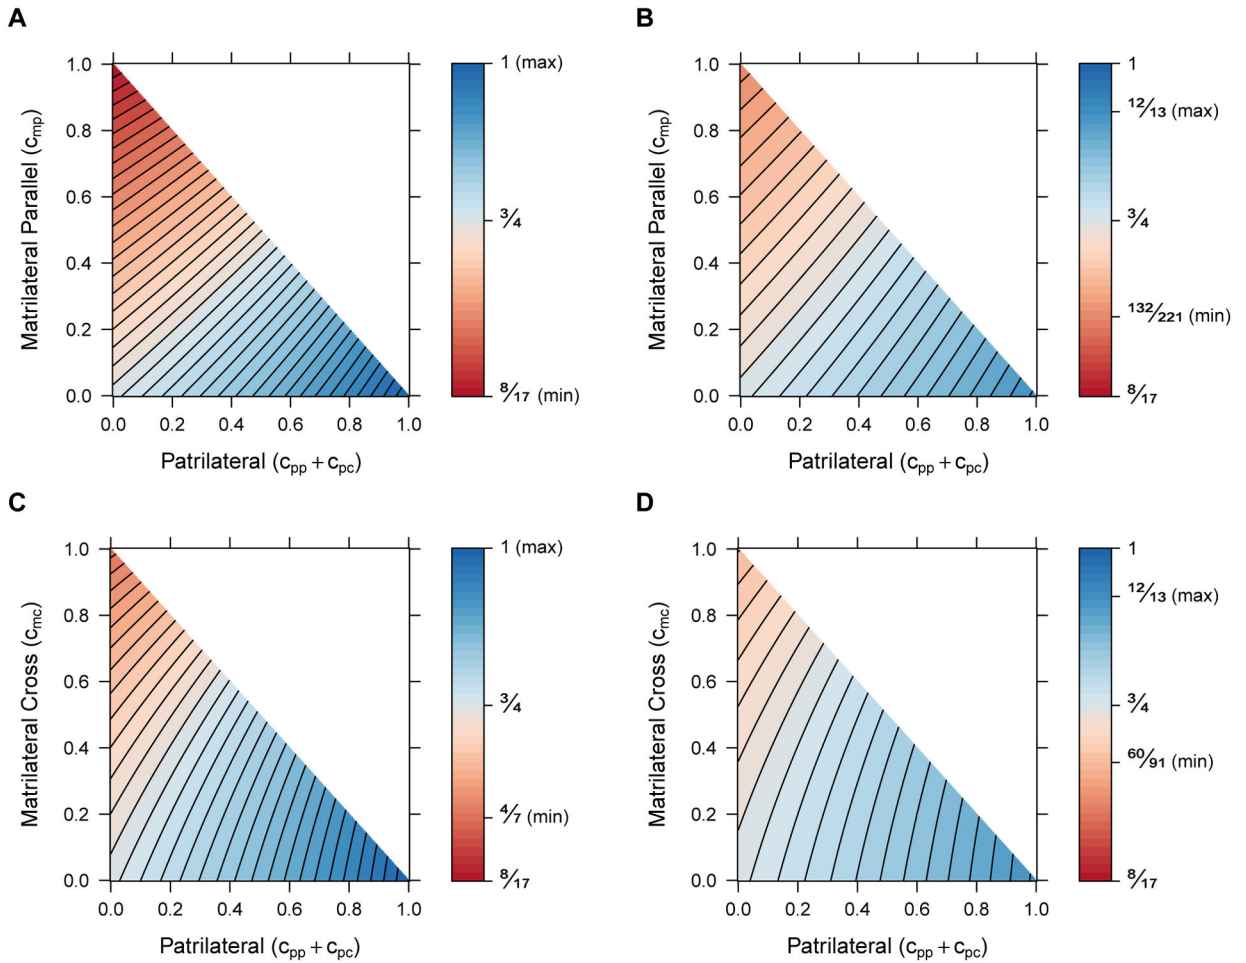 A
1.0
0.8
0.6
0.4
0.2
0.0
Matrilateral Parallel (cmp)
0.0 0.2 0.4 0.6 0.8 1.0
Patrilateral (cpp + cpc)
1 (max)
3/4
8/17 (min)
B
1.0
0.8
0.6
0.4
0.2
0.0
Matrilateral Parallel (cmp)
0.0 0.2 0.4 0.6 0.8 1.0
Patrilateral (cpp + cpc)
1
12/13 (max)
3/4
132/221 (min)
8/17
C
1.0
0.8
0.6
0.4
0.2
0.0
Matrilateral Cross (cmc)
0.0 0.2 0.4 0.6 0.8 1.0
Patrilateral (cpp + cpc)
1 (max)
3/4
4/7 (min)
8/17
D
1.0
0.8
0.6
0.4
0.2
0.0
Matrilateral Cross (cmc)
0.0 0.2 0.4 0.6 0.8 1.0
Patrilateral (cpp + cpc)
1
12/13 (max)
3/4
60/91 (min)
8/17